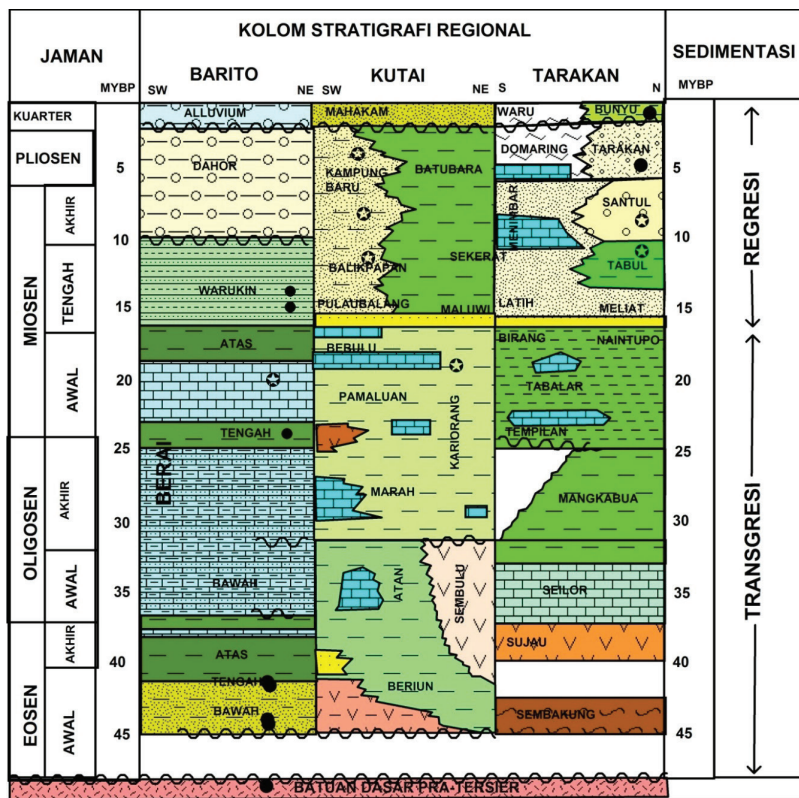 KOLOM STRATIGRAFI REGIONAL
JAMAN
SEDIMENTASI
BARITO
KUTAI
TARAKAN
MYBP
SW
NE
SW
NE
S
N
MYBP
KUARTER
ALLUVIUM
MAHAKAM
WARU
BUNYU
PLIOSEN
5
DAHOR
KAMPUNG
BARU
BATUBARA
DOMARING
TARAKAN
5
MIOSEN
AKHIR
10
BALIKPAPAN
SEKERAT
MENIMBAR
SANTUL
10
TABUL
TENGAH
15
WARUKIN
PULAUBALANG
MALUWI
LATIH
MELIAT
15
AWAL
20
ATAS
BEBULU
PAMALUAN
KARIORANG
BIRANG
NAINTUPO
TABALAR
20
TENGAH
TEMPILAN
25
25
OLIGOSEN
AKHIR
30
BERAI
MARAH
MANGKABUA
30
AWAL
35
BAWAH
ATAN
SEMBULU
SEILOR
35
EOSEN
AKHIR
40
ATAS
SUJAU
40
TENGAH
BERIUN
AWAL
45
BAWAH
SEMBAKUNG
45
REGRESI
TRANSGRESI
BATUAN DASAR PRA-TERSIER